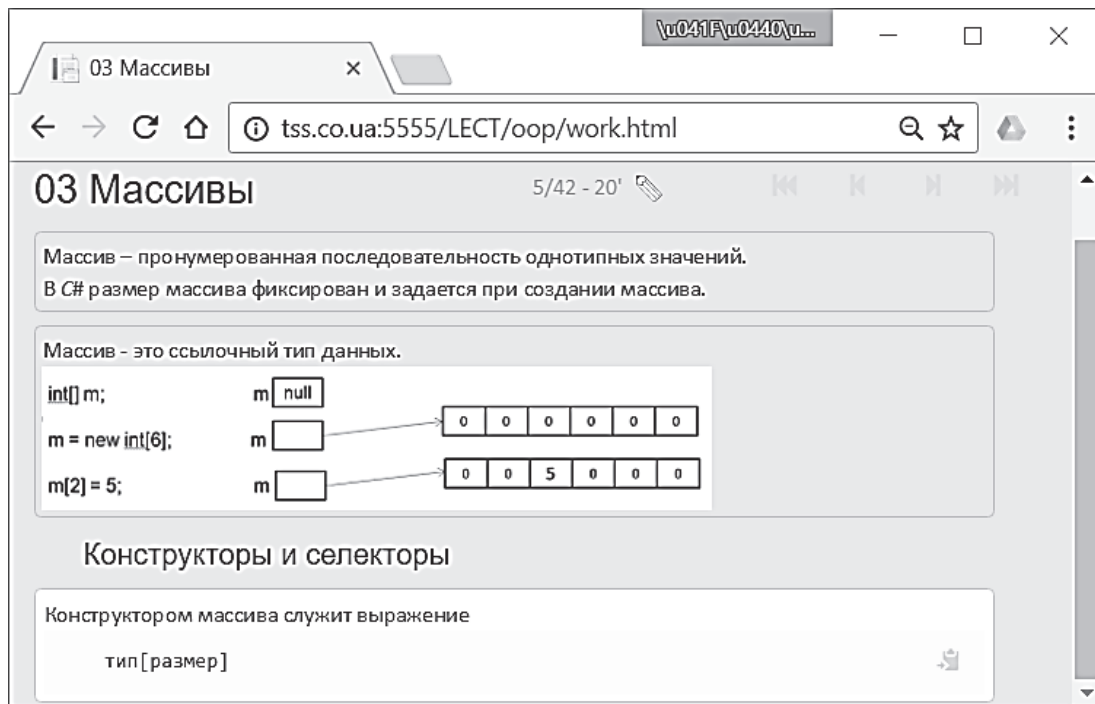 \u041F\u0440\u...
03 Массивы
tss.co.ua:5555/LECT/oop/work.html
03 Массивы
5/42 - 20'
Массив – пронумерованная последовательность однотипных значений.
В C# размер массива фиксирован и задается при создании массива.
Массив - это ссылочный тип данных.
int[] m; m null
m = new int[6]; m 0 0 0 0 0 0
m[2] = 5; m 0 0 5 0 0 0
Конструкторы и селекторы
Конструктором массива служит выражение
тип[размер]